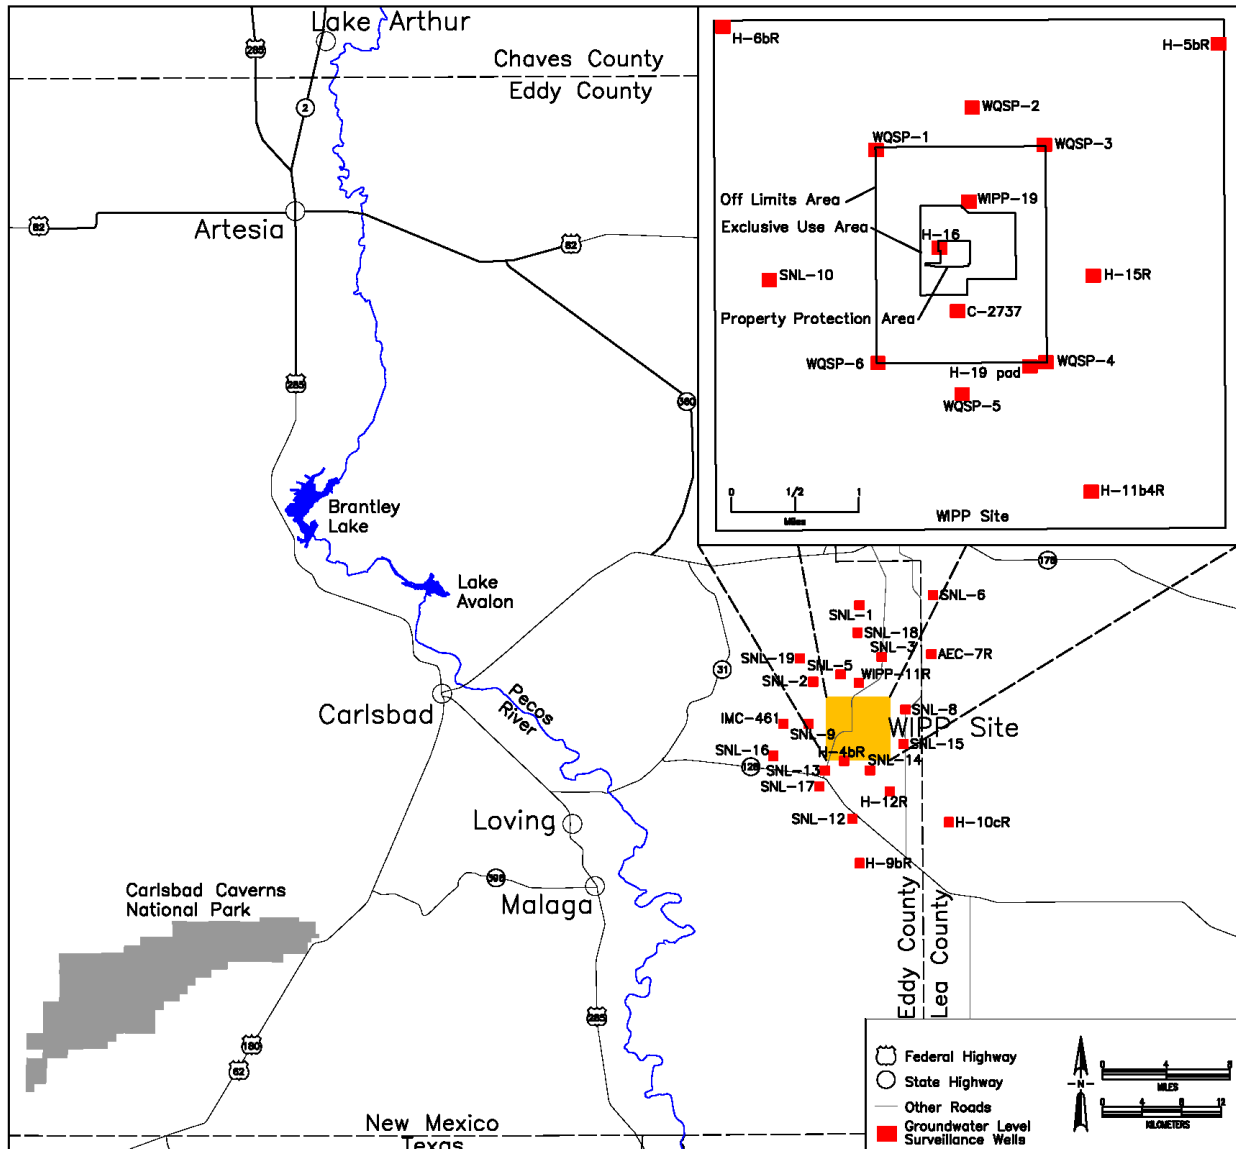 Lake Arthur
285
2
Chaves County
Eddy County
82
Artesia
82
285
360
Brantley
Lake
Lake
Avalon
Carlsbad
Pecos
River
31
128
Loving
Malaga
396
Carlsbad Caverns
National Park
285
180
62
New Mexico
Texas
H-6bR
H-5bR
WQSP-2
WQSP-1
WQSP-3
Off Limits Area
WIPP-19
Exclusive Use Area
H-16
SNL-10
H-15R
Property Protection Area
C-2737
WQSP-6
WQSP-4
H-19 pad
WQSP-5
H-11b4R
0 1/2 1
Miles
WIPP Site
176
SNL-6
SNL-1
SNL-18
SNL-3
AEC-7R
SNL-19
SNL-5
WIPP-11R
SNL-2
SNL-8
IMC-461
SNL-9
WIPP Site
SNL-15
SNL-16
H-4bR
SNL-14
SNL-13
SNL-17
H-12R
SNL-12
H-10cR
H-9bR
Eddy County
Lea County
Federal Highway
State Highway
Other Roads
Groundwater Level
Surveillance Wells
N
0 4 8
MILES
0 4 8 12
KILOMETERS